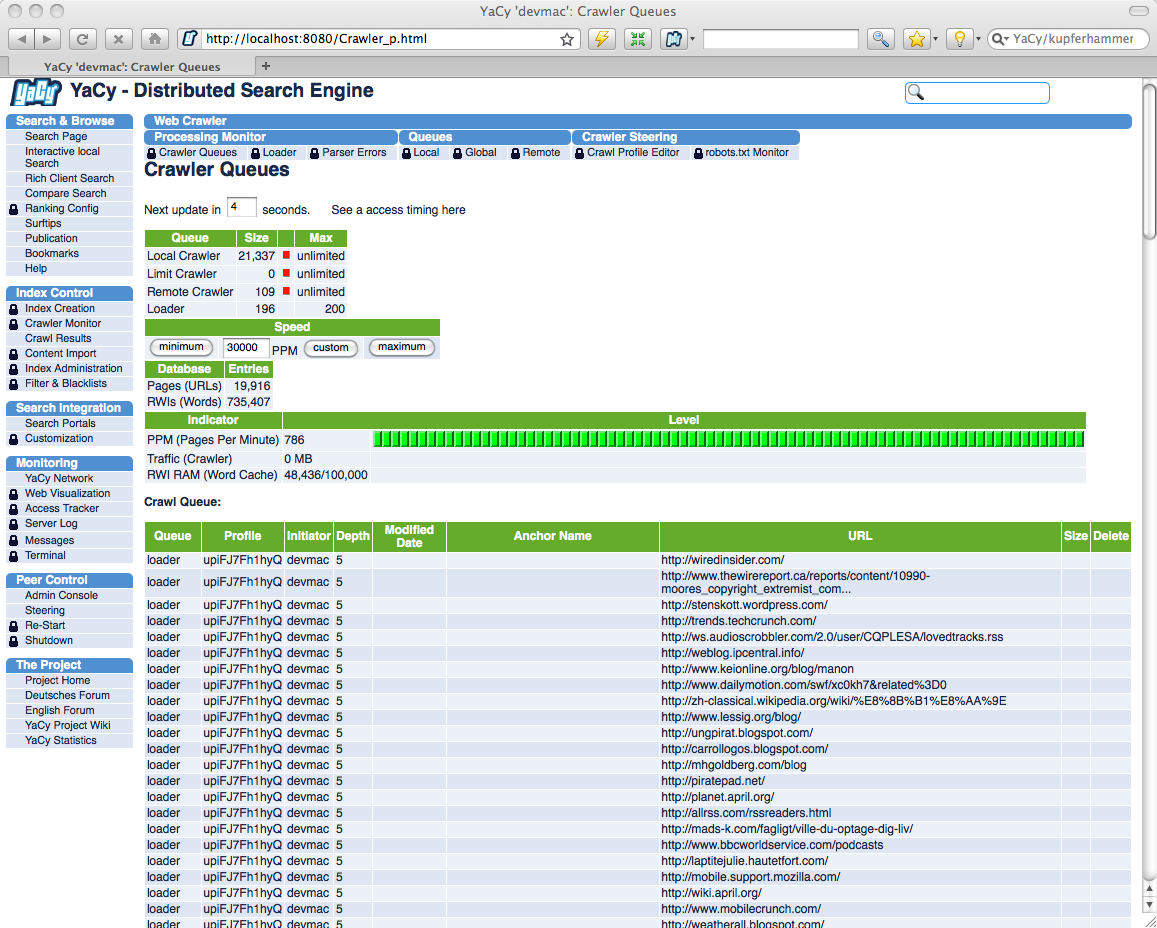 YaCy 'devmac': Crawler Queues
http://localhost:8080/Crawler_p.html
YaCy/kupferhammer
YaCy 'devmac': Crawler Queues
YaCy
YaCy - Distributed Search Engine
Search & Browse
Search Page
Interactive local
Search
Rich Client Search
Compare Search
Ranking Config
Surftips
Publication
Bookmarks
Help
Index Control
Index Creation
Crawler Monitor
Crawl Results
Content Import
Index Administration
Filter & Blacklists
Search Integration
Search Portals
Customization
Monitoring
YaCy Network
Web Visualization
Access Tracker
Server Log
Messages
Terminal
Peer Control
Admin Console
Steering
Re-Start
Shutdown
The Project
Project Home
Deutsches Forum
English Forum
YaCy Project Wiki
YaCy Statistics
Web Crawler
Processing Monitor Queues Crawler Steering
Crawler Queues Loader Parser Errors Local Global Remote Crawl Profile Editor robots.txt Monitor
Crawler Queues
Next update in 4 seconds. See a access timing here
Queue Size Max
Local Crawler 21,337 unlimited
Limit Crawler 0 unlimited
Remote Crawler 109 unlimited
Loader 196 200
Speed
minimum 30000 PPM custom maximum
Database Entries
Pages (URLs) 19,916
RWIs (Words) 735,407
Indicator Level
PPM (Pages Per Minute) 786
Traffic (Crawler) 0 MB
RWI RAM (Word Cache) 48,436/100,000
Crawl Queue:
Queue Profile Initiator Depth Modified Date Anchor Name URL Size Delete
loader upiFJ7Fh1hyQ devmac 5 http://wiredinsider.com/
loader upiFJ7Fh1hyQ devmac 5 http://www.thewirereport.ca/reports/content/10990-
moores_copyright_extremist_com...
loader upiFJ7Fh1hyQ devmac 5 http://stenskott.wordpress.com/
loader upiFJ7Fh1hyQ devmac 5 http://trends.techcrunch.com/
loader upiFJ7Fh1hyQ devmac 5 http://ws.audioscrobbler.com/2.0/user/CQPLESA/lovedtracks.rss
loader upiFJ7Fh1hyQ devmac 5 http://weblog.ipcentral.info/
loader upiFJ7Fh1hyQ devmac 5 http://www.keionline.org/blog/manon
loader upiFJ7Fh1hyQ devmac 5 http://www.dailymotion.com/swf/xc0kh7&related%3D0
loader upiFJ7Fh1hyQ devmac 5 http://zh-classical.wikipedia.org/wiki/%E8%8B%B1%E8%AA%9E
loader upiFJ7Fh1hyQ devmac 5 http://www.lessig.org/blog/
loader upiFJ7Fh1hyQ devmac 5 http://ungpirat.blogspot.com/
loader upiFJ7Fh1hyQ devmac 5 http://carrollogos.blogspot.com/
loader upiFJ7Fh1hyQ devmac 5 http://mhgoldberg.com/blog
loader upiFJ7Fh1hyQ devmac 5 http://piratepad.net/
loader upiFJ7Fh1hyQ devmac 5 http://planet.april.org/
loader upiFJ7Fh1hyQ devmac 5 http://allrss.com/rssreaders.html
loader upiFJ7Fh1hyQ devmac 5 http://mads-k.com/fagligt/ville-du-optage-dig-liv/
loader upiFJ7Fh1hyQ devmac 5 http://www.bbcworldservice.com/podcasts
loader upiFJ7Fh1hyQ devmac 5 http://laptitejulie.hautetfort.com/
loader upiFJ7Fh1hyQ devmac 5 http://mobile.support.mozilla.com/
loader upiFJ7Fh1hyQ devmac 5 http://wiki.april.org/
loader upiFJ7Fh1hyQ devmac 5 http://www.mobilecrunch.com/
loader upiFJ7Fh1hyQ devmac 5 http://weatherall.blogspot.com/